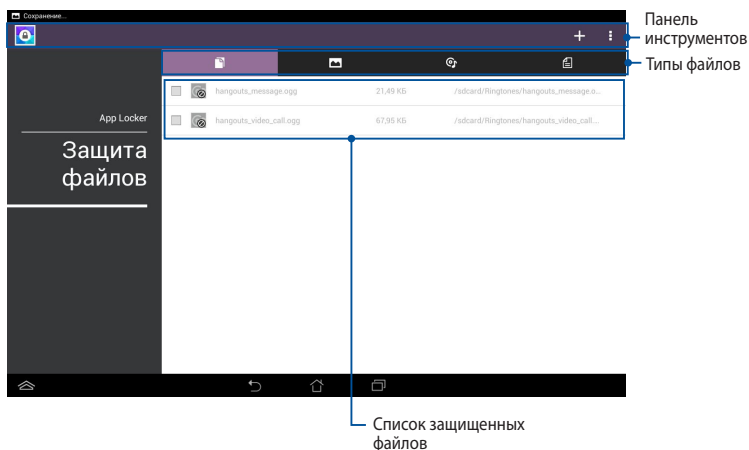 Сохранение...
Панель
инструментов
Типы файлов
hangouts_message.ogg 21,49 КБ /sdcard/Ringtones/hangouts_message.o...
hangouts_video_call.ogg 67,95 КБ /sdcard/Ringtones/hangouts_video_call...
App Locker
Защита
файлов
Список защищенных
файлов